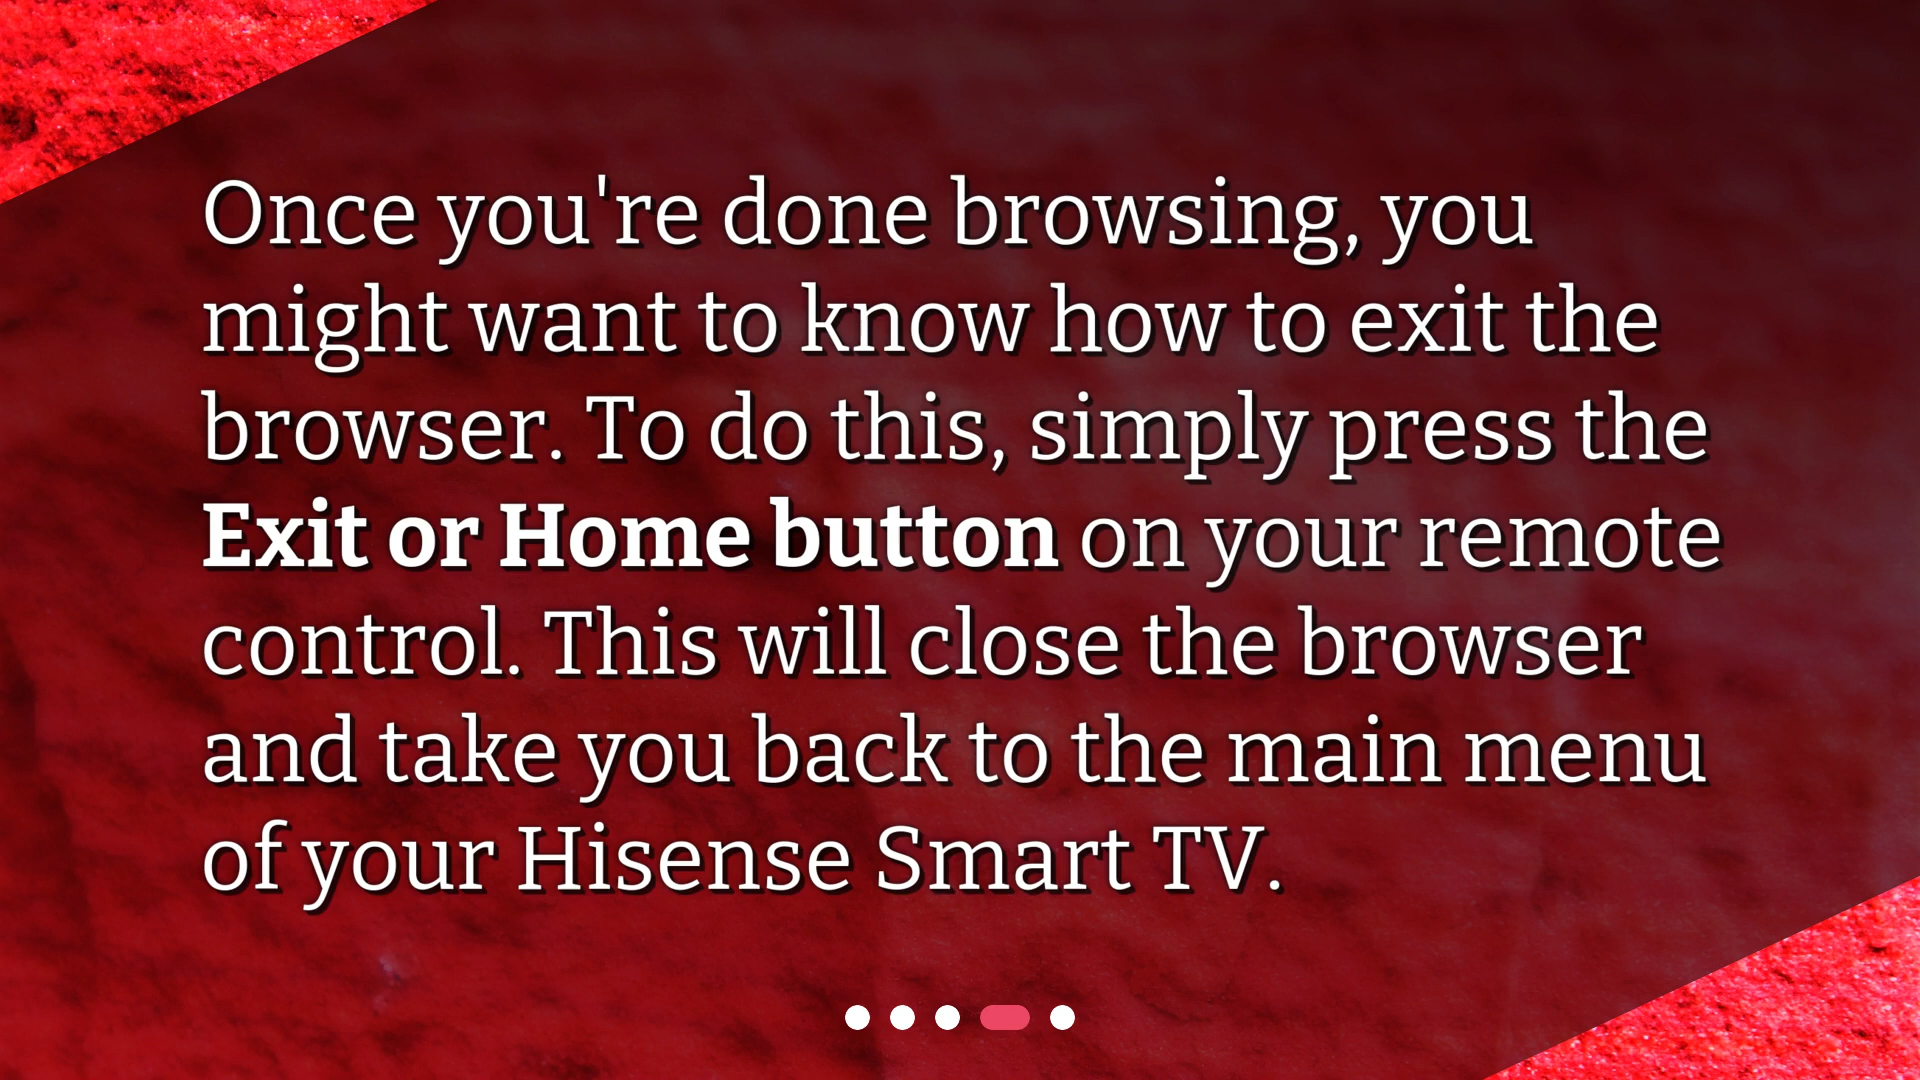 Once you're done browsing, you
might want to know how to exit the
browser. To do this, simply press the
Exit or Home button on your remote
control. This will close the browser
and take you back to the main menu
of your Hisense Smart TV.